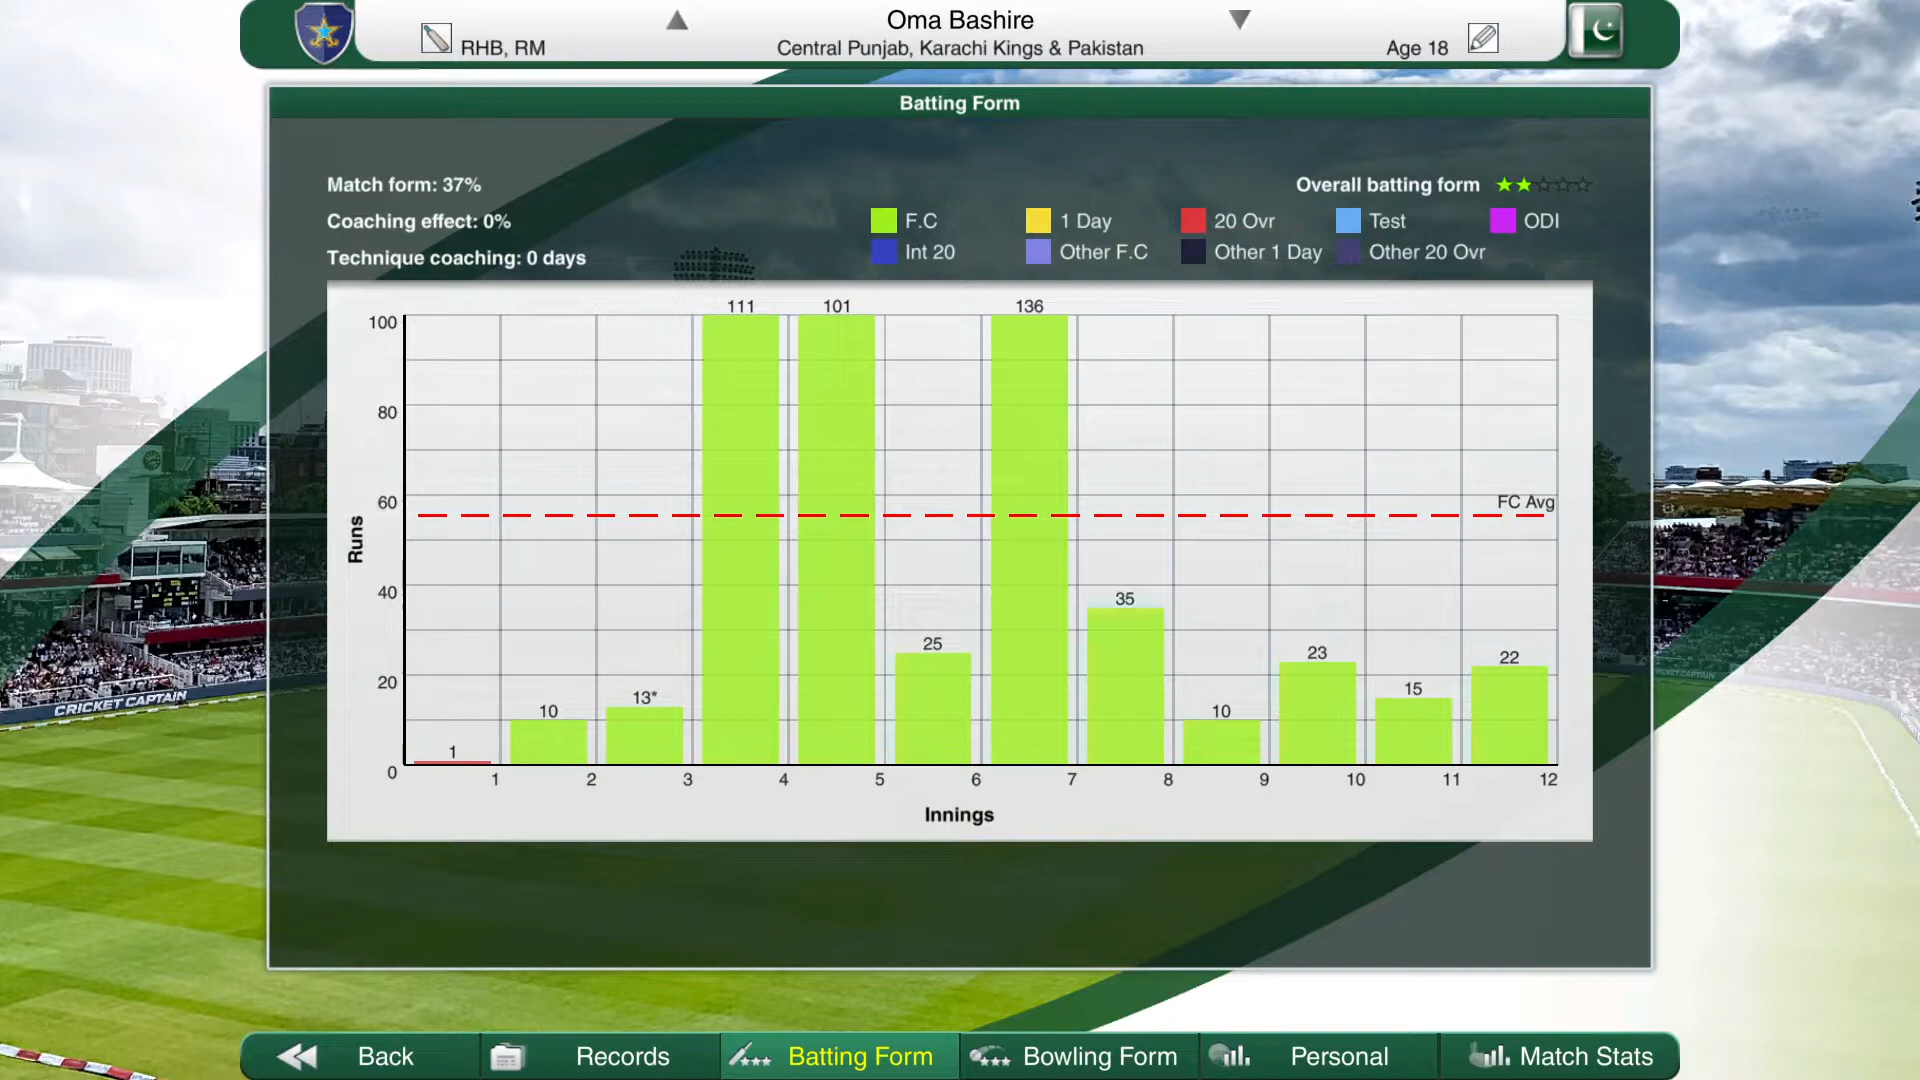 Oma Bashire
RHB, RM
Central Punjab, Karachi Kings & Pakistan
Age 18
Batting Form
Match form: 37%
Overall batting form
Coaching effect: 0%
F.C
1 Day
20 Ovr
Test
ODI
Technique coaching: 0 days
Int 20
Other F.C
Other 1 Day
Other 20 Ovr
111
101
136
100
80
60
FC Avg
Runs
40
35
25
23
22
20
13*
10
10
15
1
0
1
2
3
4
5
6
7
8
9
10
11
12
Innings
CRICKET CAPTAIN
Back
Records
Batting Form
Bowling Form
Personal
Match Stats